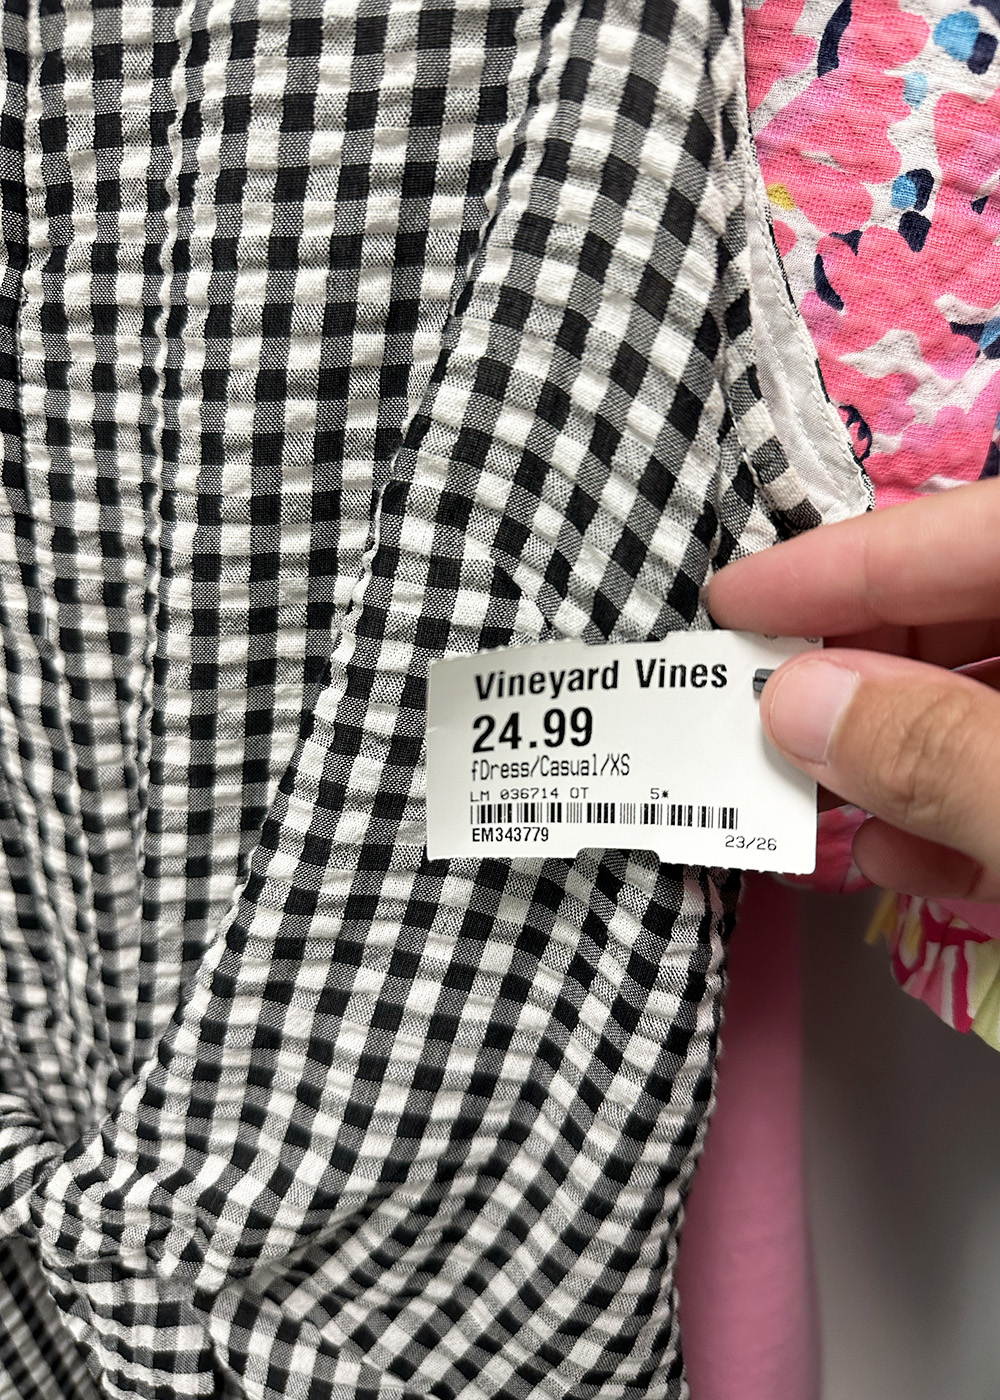 Vineyard Vines
24.99
fDress/Casual/XS
LM 036714 OT 5*
EM343779
23/26